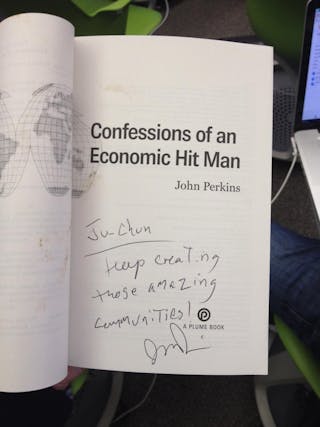 Confessions of an
Economic Hit Man
John Perkins
Ju-Chun
Keep creating
those amazing
communities!
A PLUME BOOK